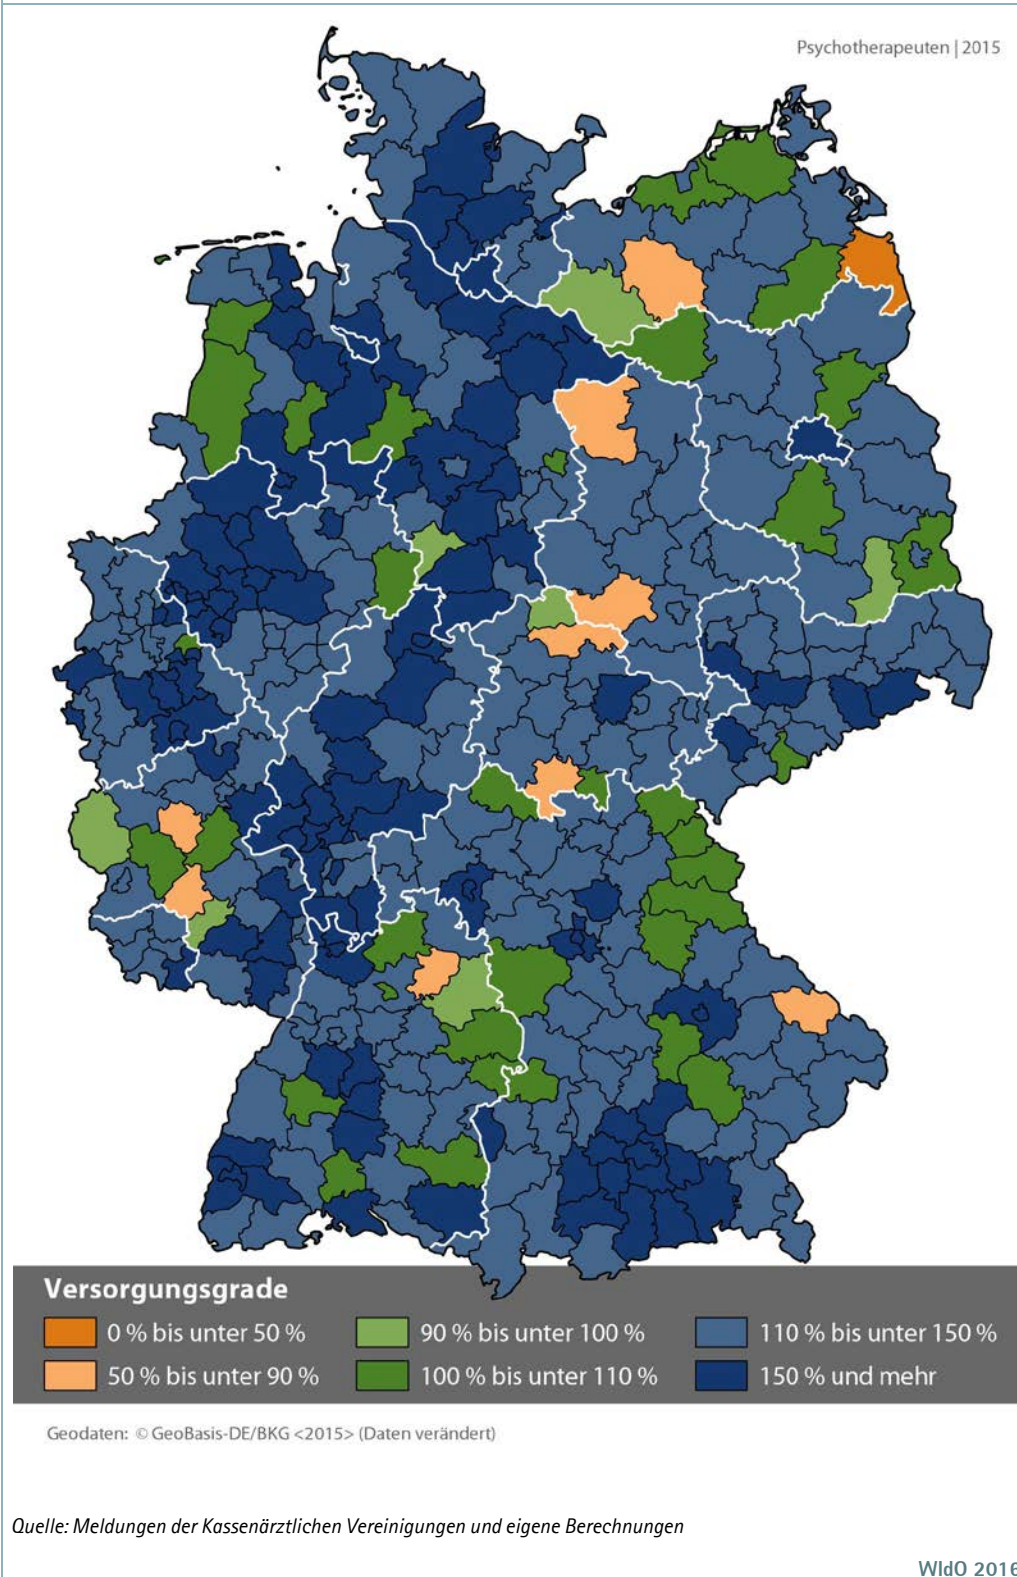 Psychotherapeuten | 2015
Versorgungsgrade
0 % bis unter 50 %
90 % bis unter 100 %
110 % bis unter 150 %
50 % bis unter 90 %
100 % bis unter 110 %
150 % und mehr
Geodaten: © GeoBasis-DE/BKG <2015> (Daten verändert)
Quelle: Meldungen der Kassenärztlichen Vereinigungen und eigene Berechnungen
WIdO 2016